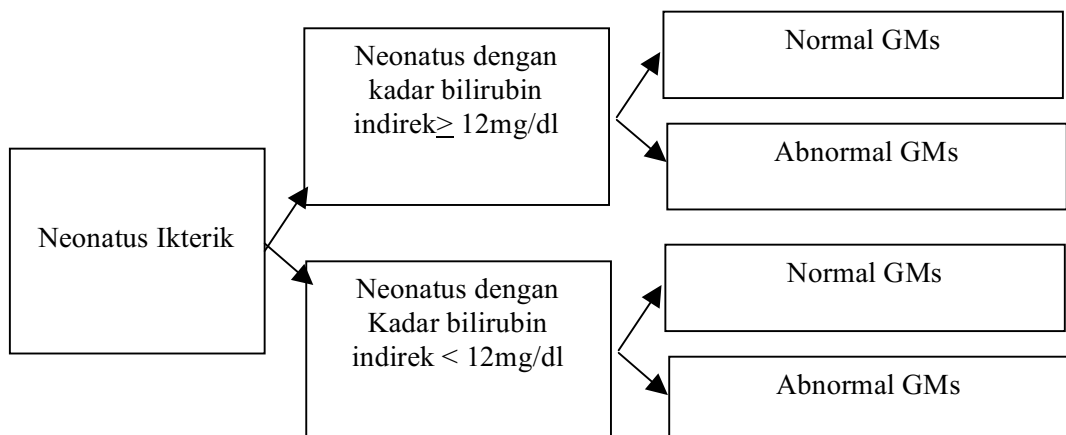 Neonatus Ikterik
Neonatus dengan
kadar bilirubin
indirek≥ 12mg/dl
Normal GMs
Abnormal GMs
Neonatus dengan
Kadar bilirubin
indirek < 12mg/dl
Normal GMs
Abnormal GMs